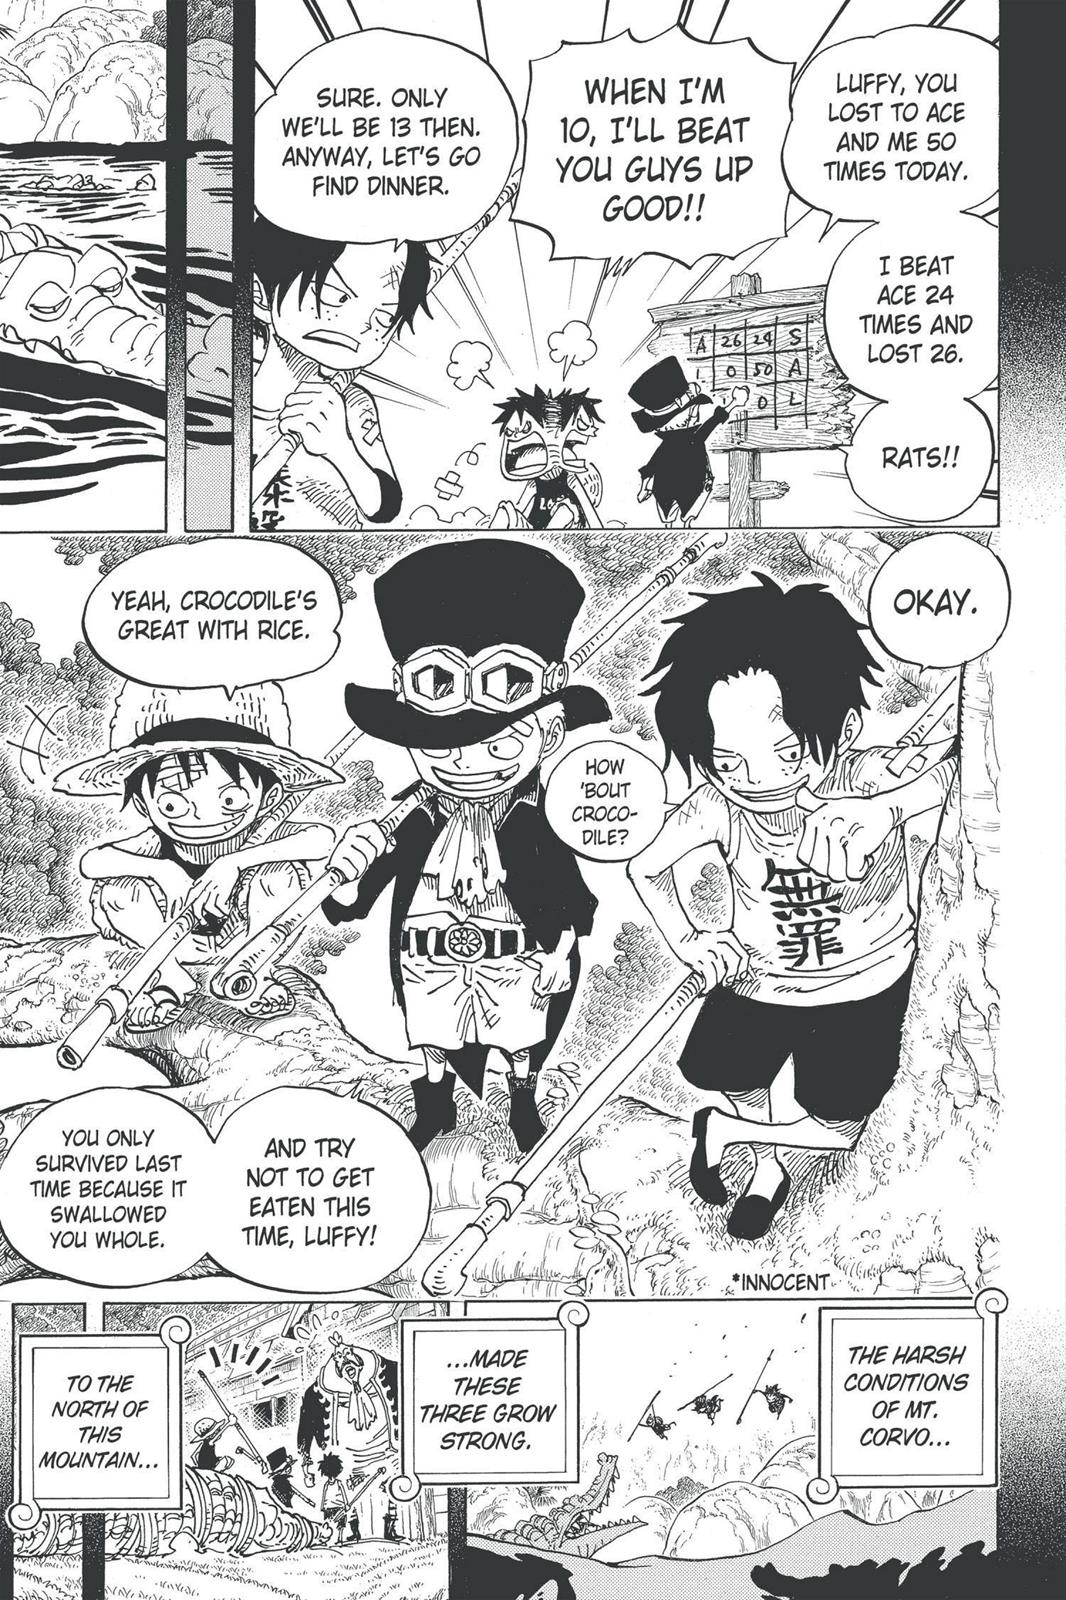 LUFFY, YOU
LOST TO ACE
AND ME 50
TIMES TODAY.
I BEAT
ACE 24
TIMES AND
LOST 26.
RATS!!
WHEN I'M
10, I'LL BEAT
YOU GUYS UP
GOOD!!
SURE. ONLY
WE'LL BE 13 THEN.
ANYWAY, LET'S GO
FIND DINNER.
A 26 24 S
0 50 A
0 L
OKAY.
HOW
'BOUT
CROCO-
DILE?
YEAH, CROCODILE'S
GREAT WITH RICE.
無
罪
YOU ONLY
SURVIVED LAST
TIME BECAUSE IT
SWALLOWED
YOU WHOLE.
AND TRY
NOT TO GET
EATEN THIS
TIME, LUFFY!
*INNOCENT
THE HARSH
CONDITIONS
OF MT.
CORVO...
...MADE
THESE
THREE GROW
STRONG.
TO THE
NORTH OF
THIS
MOUNTAIN...